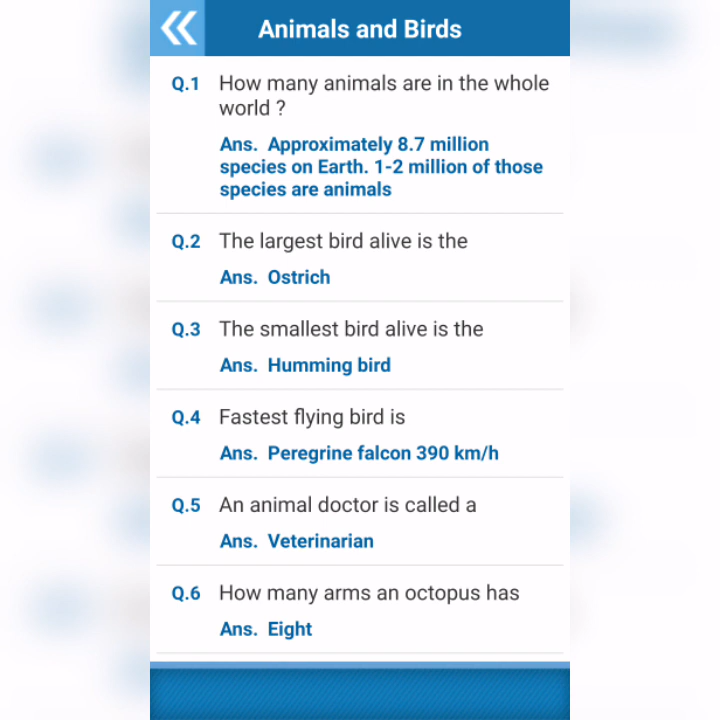 Animals and Birds
Q.1 How many animals are in the whole
world ?
Ans. Approximately 8.7 million
species on Earth. 1-2 million of those
species are animals
Q.2 The largest bird alive is the
Ans. Ostrich
Q.3 The smallest bird alive is the
Ans. Humming bird
Q.4 Fastest flying bird is
Ans. Peregrine falcon 390 km/h
Q.5 An animal doctor is called a
Ans. Veterinarian
Q.6 How many arms an octopus has
Ans. Eight